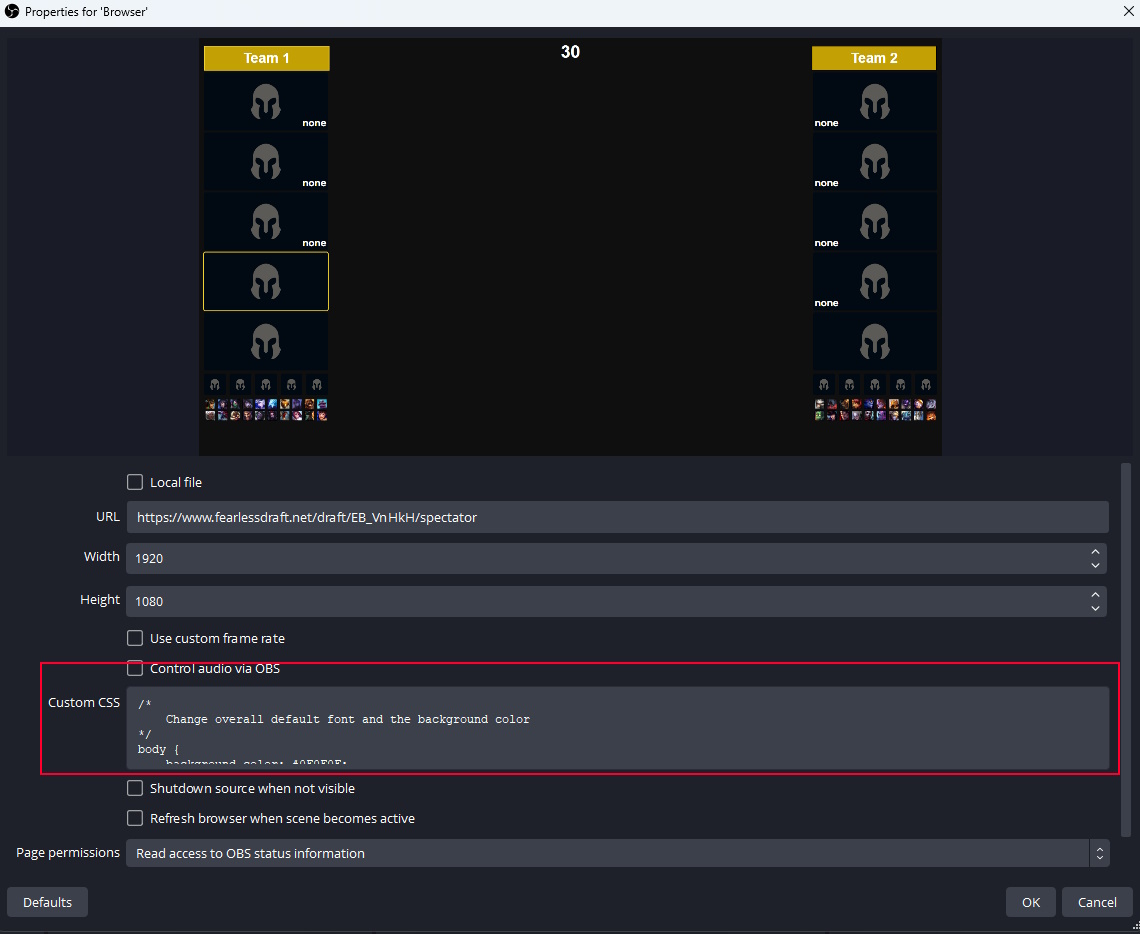 Properties for 'Browser'
Team 1
30
Team 2
none
none
none
none
none
none
none
Local file
URL
https://www.fearlessdraft.net/draft/EB_VnHkH/spectator
Width
1920
Height
1080
Use custom frame rate
Control audio via OBS
Custom CSS
/*
Change overall default font and the background color
*/
body {
background-color: #0F0F0F;
Shutdown source when not visible
Refresh browser when scene becomes active
Page permissions
Read access to OBS status information
Defaults
OK
Cancel